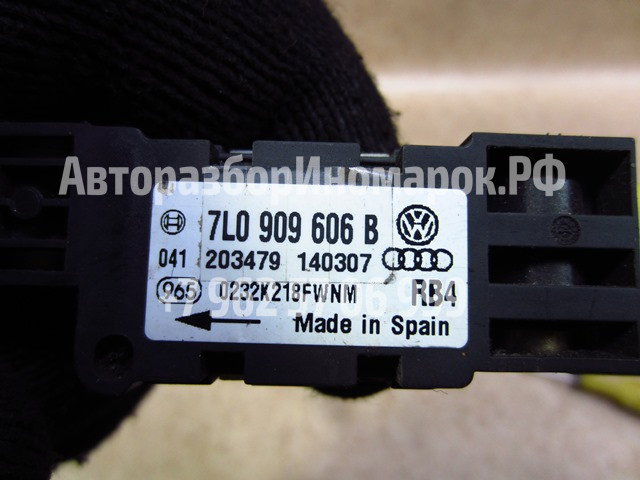 АвторазборИномарок.РФ
7L0 909 606 B
041 203479 140307
965 0232K218FWNM RB4
Made in Spain